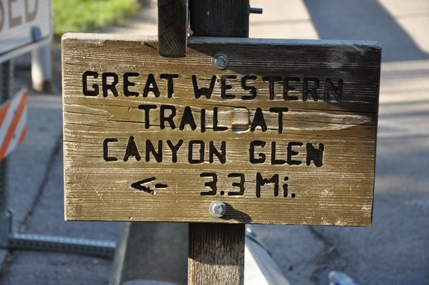 GREAT WESTERN
TRAIL AT
CANYON GLEN
<- 3.3 Mi.